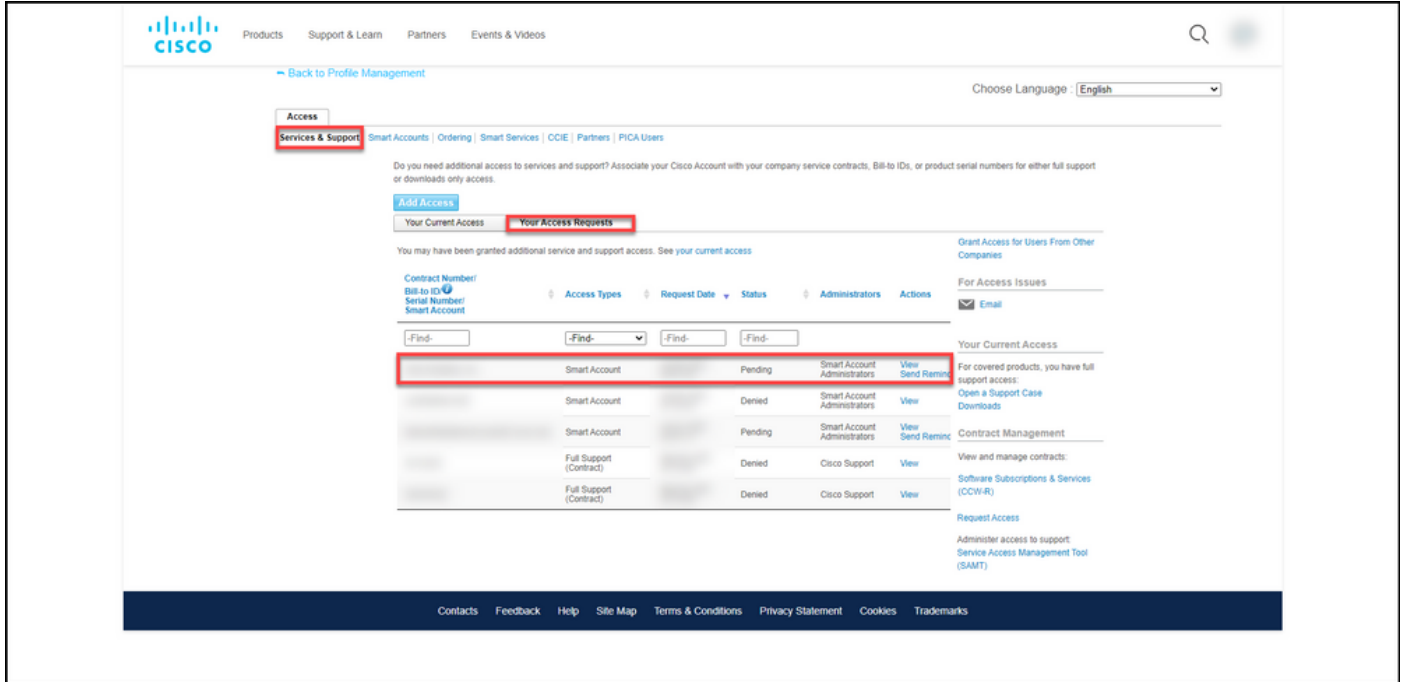 CISCO
Products Support & Learn Partners Events & Videos
Back to Profile Management
Choose Language : English
Access
Services & Support Smart Accounts | Ordering | Smart Services | CCIE | Partners | PICA Users
Do you need additional access to services and support? Associate your Cisco Account with your company service contracts, Bill-to IDs, or product serial numbers for either full support
or downloads only access.
Add Access
Your Current Access Your Access Requests
You may have been granted additional service and support access. See your current access
Contract Number/
Bill-to ID/
Serial Number/
Smart Account
Access Types Request Date Status Administrators Actions
-Find- -Find- -Find- -Find-
Smart Account Pending Smart Account Administrators View Send Remind
Smart Account Denied Smart Account Administrators View
Smart Account Pending Smart Account Administrators View Send Remind
Full Support (Contract) Denied Cisco Support View
Full Support (Contract) Denied Cisco Support View
Grant Access for Users From Other
Companies
For Access Issues
Email
Your Current Access
For covered products, you have full
support access:
Open a Support Case
Downloads
Contract Management
View and manage contracts:
Software Subscriptions & Services
(CCW-R)
Request Access
Administer access to support
Service Access Management Tool
(SAMT)
Contacts Feedback Help Site Map Terms & Conditions Privacy Statement Cookies Trademarks